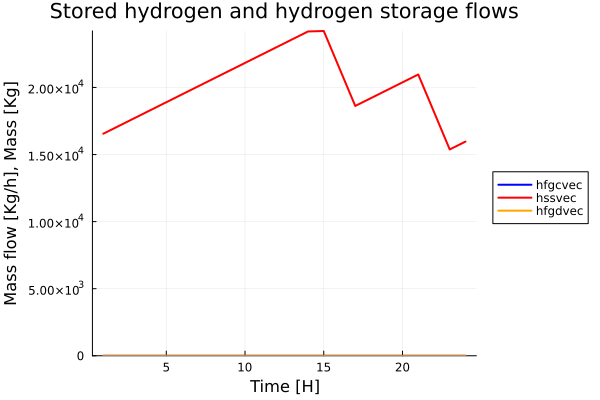 Stored hydrogen and hydrogen storage flows
Mass flow [Kg/h], Mass [Kg]
2.00×10⁴
1.50×10⁴
1.00×10⁴
5.00×10³
0
5 10 15 20
Time [H]
hfgcvec
hssvec
hfgdvec